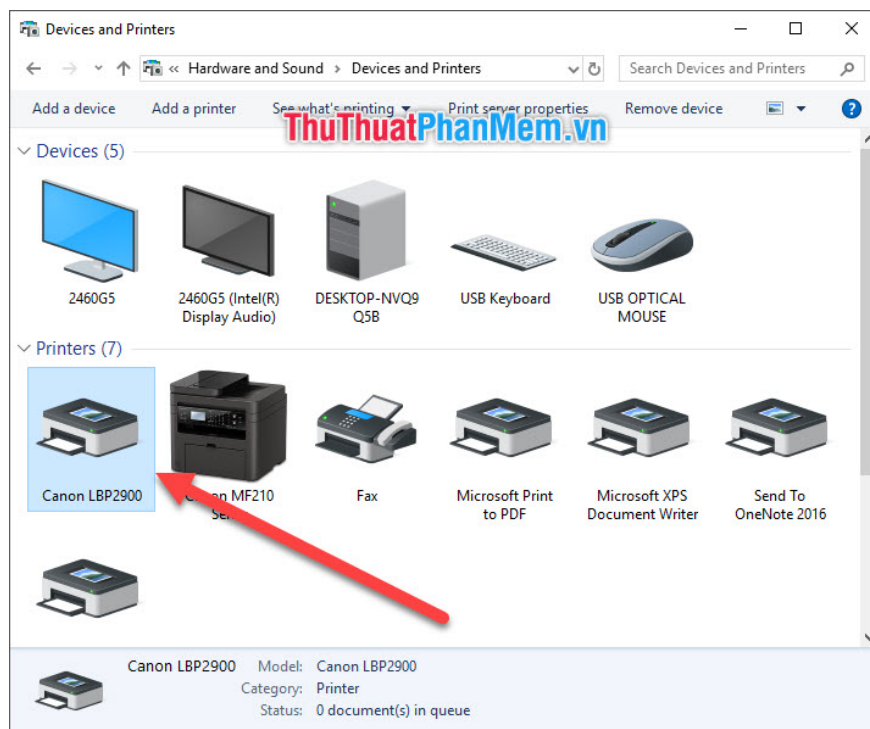 Devices and Printers
« Hardware and Sound › Devices and Printers
Search Devices and Printers
Add a device
Add a printer
See what's printing
Print server properties
Remove device
ThuThuatPhanMem.vn
Devices (5)
2460G5
2460G5 (Intel(R)
Display Audio)
DESKTOP-NVQ9
Q5B
USB Keyboard
USB OPTICAL
MOUSE
Printers (7)
Canon LBP2900
Canon MF210
Fax
Microsoft Print
to PDF
Microsoft XPS
Document Writer
Send To
OneNote 2016
Canon LBP2900
Model: Canon LBP2900
Category: Printer
Status: 0 document(s) in queue